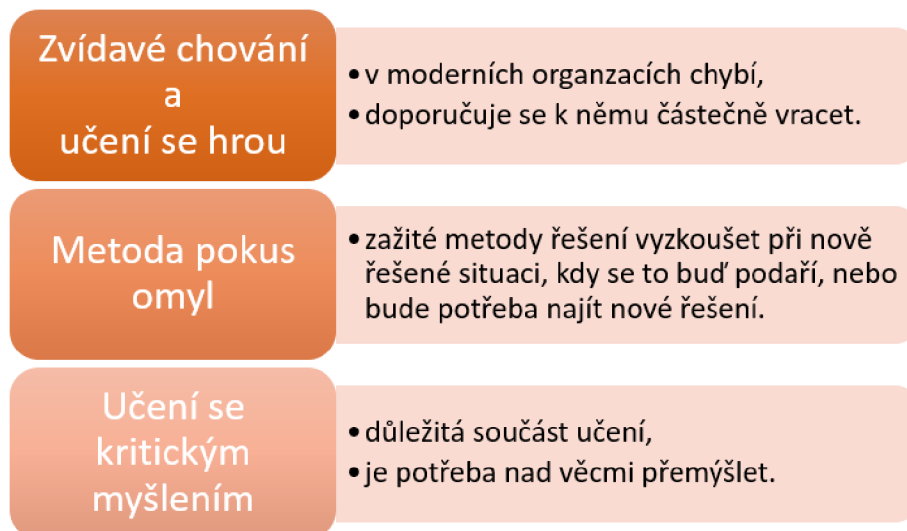 Zvídavé chování
a
učení se hrou
• v moderních organzacích chybí,
• doporučuje se k němu částečně vracet.
Metoda pokus
omyl
• zažité metody řešení vyzkoušet při nově
řešené situaci, kdy se to buď podaří, nebo
bude potřeba najít nové řešení.
Učení se
kritickým
myšlením
• důležitá součást učení,
• je potřeba nad věcmi přemýšlet.